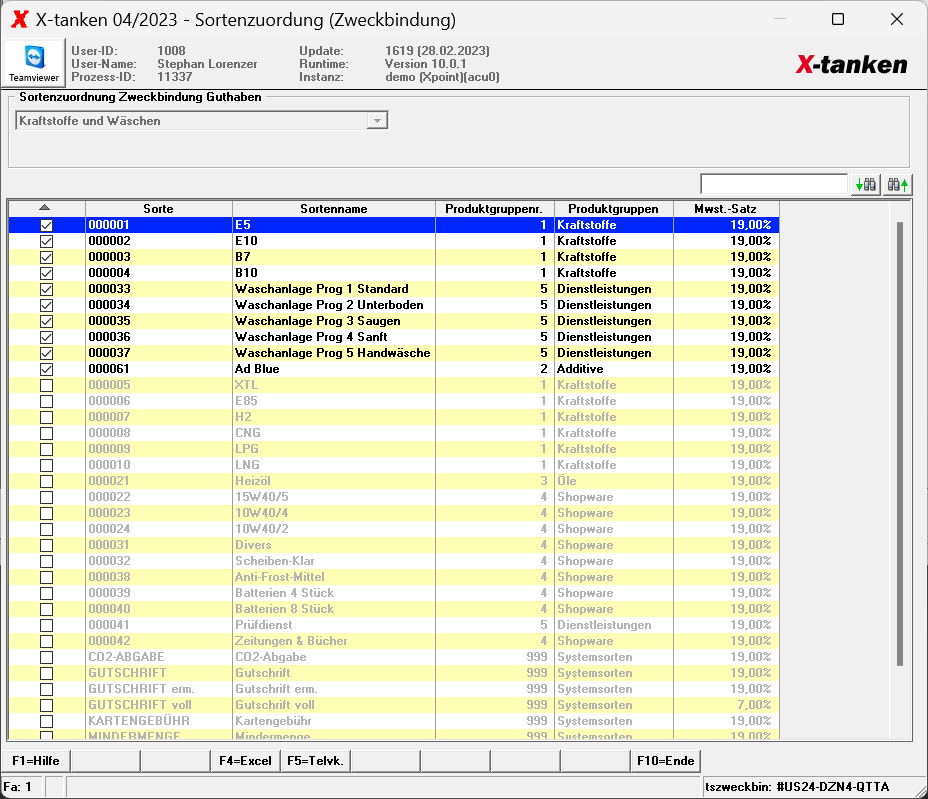 X-tanken 04/2023 - Sortenzuordung (Zweckbindung)
Teamviewer
User-ID: 1008 Update: 1619 (28.02.2023)
User-Name: Stephan Lorenzer Runtime: Version 10.0.1
Prozess-ID: 11337 Instanz: demo (Xpoint)(acu0)
X-tanken
Sortenzuordnung Zweckbindung Guthaben
Kraftstoffe und Wäschen
Sorte Sortenname Produktgruppennr. Produktgruppen Mwst.-Satz
000001 E5 1 Kraftstoffe 19,00%
000002 E10 1 Kraftstoffe 19,00%
000003 B7 1 Kraftstoffe 19,00%
000004 B10 1 Kraftstoffe 19,00%
000033 Waschanlage Prog 1 Standard 5 Dienstleistungen 19,00%
000034 Waschanlage Prog 2 Unterboden 5 Dienstleistungen 19,00%
000035 Waschanlage Prog 3 Saugen 5 Dienstleistungen 19,00%
000036 Waschanlage Prog 4 Sanft 5 Dienstleistungen 19,00%
000037 Waschanlage Prog 5 Handwäsche 5 Dienstleistungen 19,00%
000061 Ad Blue 2 Additive 19,00%
000005 XTL 1 Kraftstoffe 19,00%
000006 E85 1 Kraftstoffe 19,00%
000007 H2 1 Kraftstoffe 19,00%
000008 CNG 1 Kraftstoffe 19,00%
000009 LPG 1 Kraftstoffe 19,00%
000010 LNG 1 Kraftstoffe 19,00%
000021 Heizöl 3 Öle 19,00%
000022 15W40/5 4 Shopware 19,00%
000023 10W40/4 4 Shopware 19,00%
000024 10W40/2 4 Shopware 19,00%
000031 Divers 4 Shopware 19,00%
000032 Scheiben-Klar 4 Shopware 19,00%
000038 Anti-Frost-Mittel 4 Shopware 19,00%
000039 Batterien 4 Stück 4 Shopware 19,00%
000040 Batterien 8 Stück 4 Shopware 19,00%
000041 Prüfdienst 5 Dienstleistungen 19,00%
000042 Zeitungen & Bücher 4 Shopware 19,00%
CO2-ABGABE CO2-Abgabe 999 Systemsorten 19,00%
GUTSCHRIFT Gutschrift 999 Systemsorten 19,00%
GUTSCHRIFT erm. Gutschrift erm. 999 Systemsorten 19,00%
GUTSCHRIFT voll Gutschrift voll 999 Systemsorten 7,00%
KARTENGEBÜHR Kartengebühr 999 Systemsorten 19,00%
MINDERMENGE Mindermenge 999 Systemsorten 19,00%
F1=Hilfe F4=Excel F5=Telvk. F10=Ende
Fa: 1 tszweckbin: #US24-DZN4-QTTA